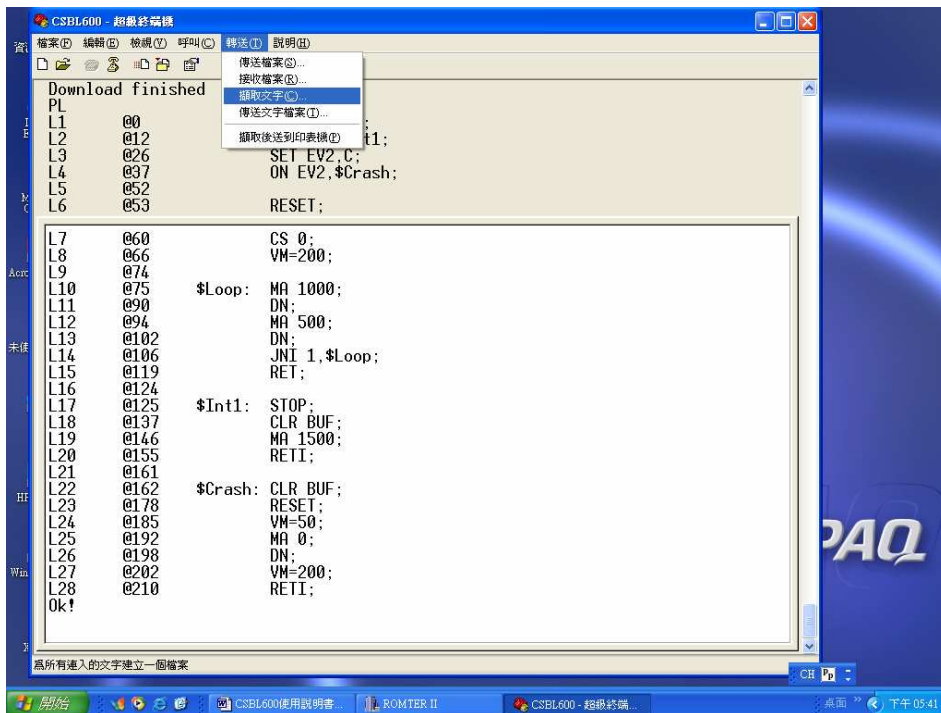 CSBL600 - 超級終端機
檔案(F) 編輯(E) 檢視(V) 呼叫(C) 轉送(T) 說明(H)
傳送檔案(S)...
接收檔案(R)...
擷取文字(C)...
傳送文字檔案(T)...
擷取後送到印表機(P)
Download finished
PL
L1 @0 ;
L2 @12 t1;
L3 @26 SET EV2,C;
L4 @37 ON EV2,$Crash;
L5 @52
L6 @53 RESET;
L7 @60 CS 0;
L8 @66 VM=200;
L9 @74
L10 @75 $Loop: MA 1000;
L11 @90 DN;
L12 @94 MA 500;
L13 @102 DN;
L14 @106 JNI 1,$Loop;
L15 @119 RET;
L16 @124
L17 @125 $Int1: STOP;
L18 @137 CLR BUF;
L19 @146 MA 1500;
L20 @155 RETI;
L21 @161
L22 @162 $Crash: CLR BUF;
L23 @178 RESET;
L24 @185 VM=50;
L25 @192 MA 0;
L26 @198 DN;
L27 @202 VM=200;
L28 @210 RETI;
Ok!
為所有進入的文字建立一個檔案
Acro
未使
HP
Win
PAQ
CH
開始 CSBL600使用說明書... ROMTER II CSBL600 - 超級終端... 桌面 » 下午 05:41